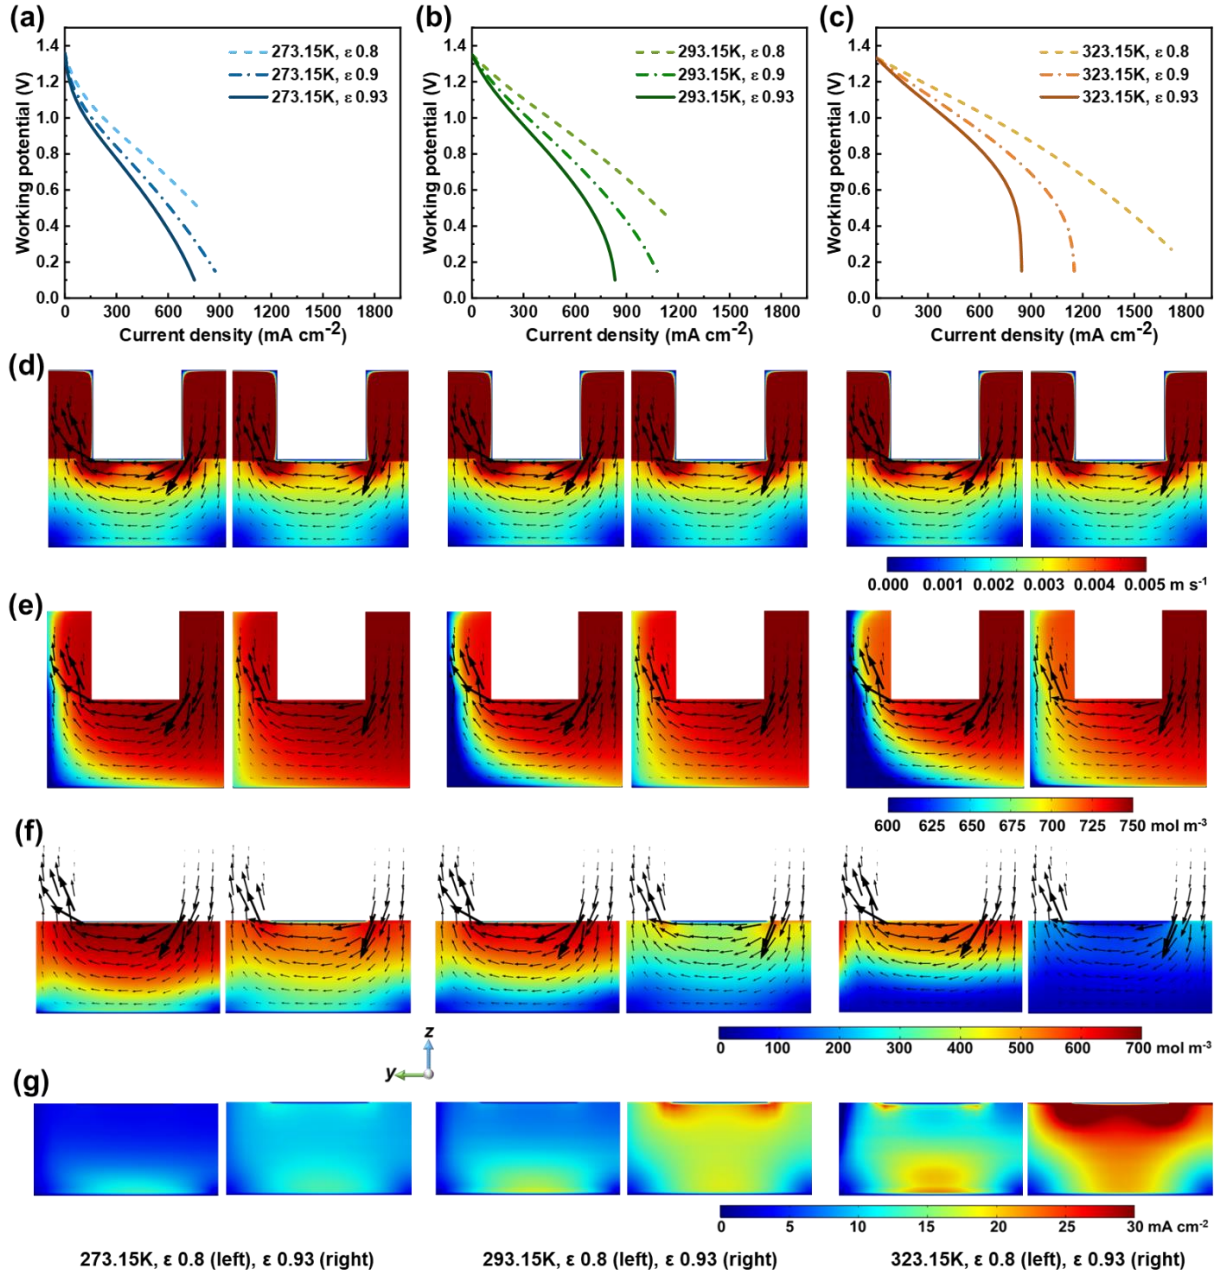 (a)
(b)
(c)
1.4
1.2
1.0
0.8
0.6
0.4
0.2
0.0
Working potential (V)
273.15K, ε 0.8
273.15K, ε 0.9
273.15K, ε 0.93
0 300 600 900 1200 1500 1800
Current density (mA cm⁻²)
1.4
1.2
1.0
0.8
0.6
0.4
0.2
0.0
Working potential (V)
293.15K, ε 0.8
293.15K, ε 0.9
293.15K, ε 0.93
0 300 600 900 1200 1500 1800
Current density (mA cm⁻²)
1.4
1.2
1.0
0.8
0.6
0.4
0.2
0.0
Working potential (V)
323.15K, ε 0.8
323.15K, ε 0.9
323.15K, ε 0.93
0 300 600 900 1200 1500 1800
Current density (mA cm⁻²)
(d)
0.000 0.001 0.002 0.003 0.004 0.005 m s⁻¹
(e)
600 625 650 675 700 725 750 mol m⁻³
(f)
0 100 200 300 400 500 600 700 mol m⁻³
z
y
(g)
0 5 10 15 20 25 30 mA cm⁻²
273.15K, ε 0.8 (left), ε 0.93 (right)
293.15K, ε 0.8 (left), ε 0.93 (right)
323.15K, ε 0.8 (left), ε 0.93 (right)